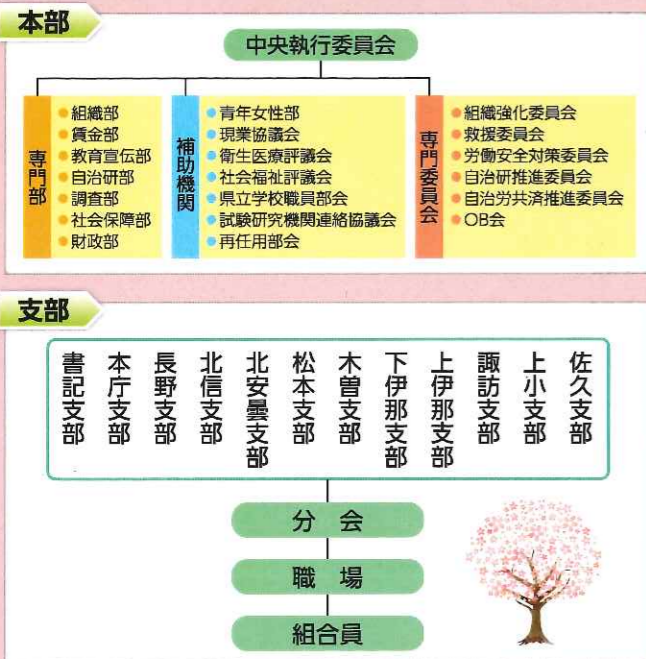 本部
中央執行委員会
専門部
組織部
賃金部
教育宣伝部
自治研部
調査部
社会保障部
財政部
補助機関
青年女性部
現業協議会
衛生医療評議会
社会福祉評議会
県立学校職員部会
試験研究機関連絡協議会
再任用部会
専門委員会
組織強化委員会
救援委員会
労働安全対策委員会
自治研推進委員会
自治労共済推進委員会
OB会
支部
佐久支部
上小支部
諏訪支部
上伊那支部
下伊那支部
木曽支部
松本支部
北安曇支部
北信支部
長野支部
本庁支部
書記支部
分会
職場
組合員